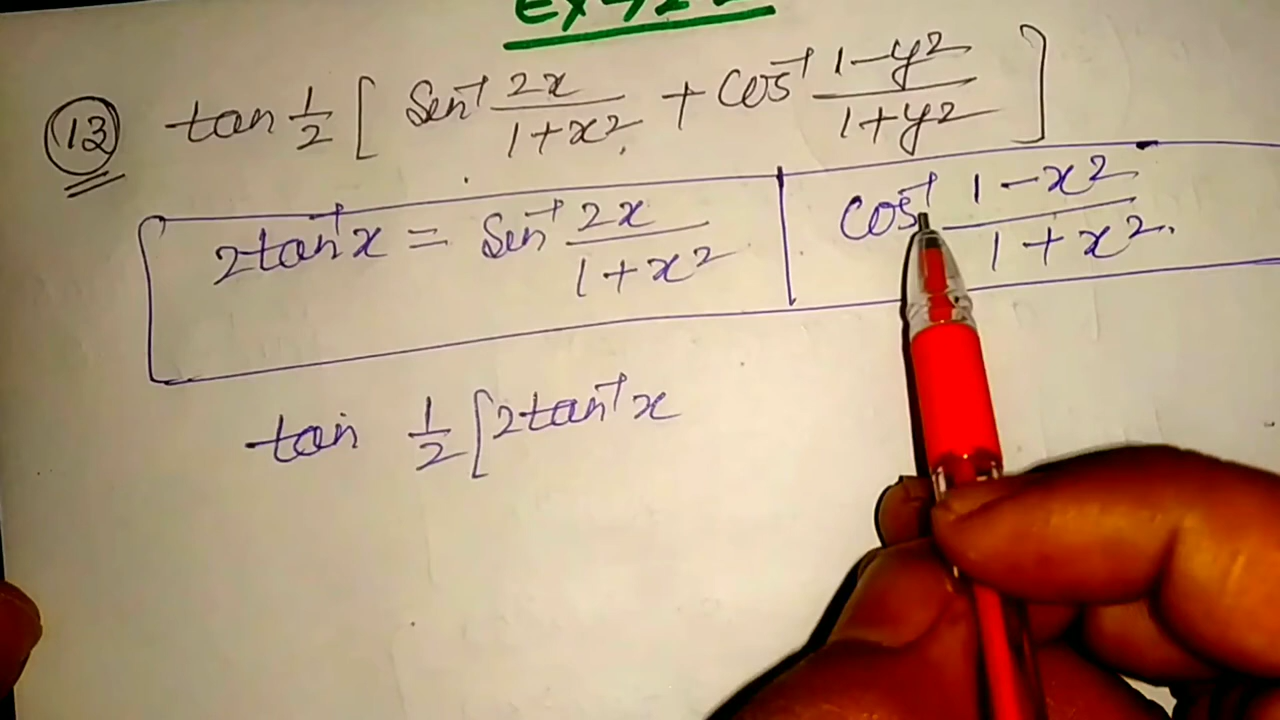 (13) tan 1/2 [ Sin⁻¹ 2x/1+x2 + Cos⁻¹ 1-y2/1+y2 ]
2tan⁻¹x = Sin⁻¹ 2x/1+x2 | cos⁻¹ 1-x2/1+x2.
tan 1/2 [2tan⁻¹x